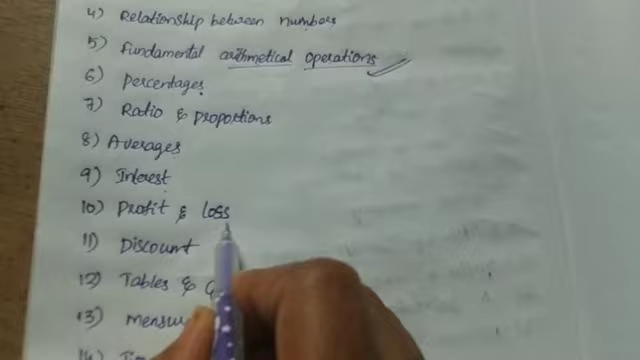 4) Relationship between numbers
5) Fundamental arithmetical operations
6) Percentages
7) Ratio & proportions
8) Averages
9) Interest
10) Profit & loss
11) Discount
12) Tables &
13)
14)